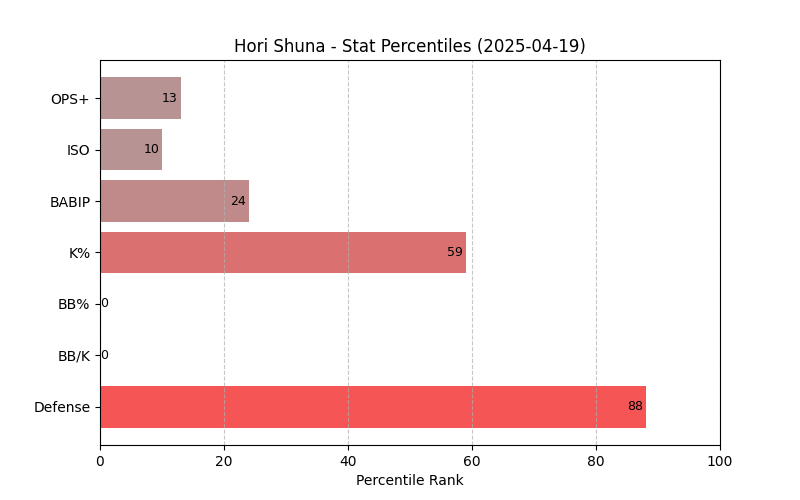 Hori Shuna - Stat Percentiles (2025-04-19)
OPS+ 13
ISO 10
BABIP 24
K% 59
BB% 0
BB/K 0
Defense 88
0 20 40 60 80 100
Percentile Rank